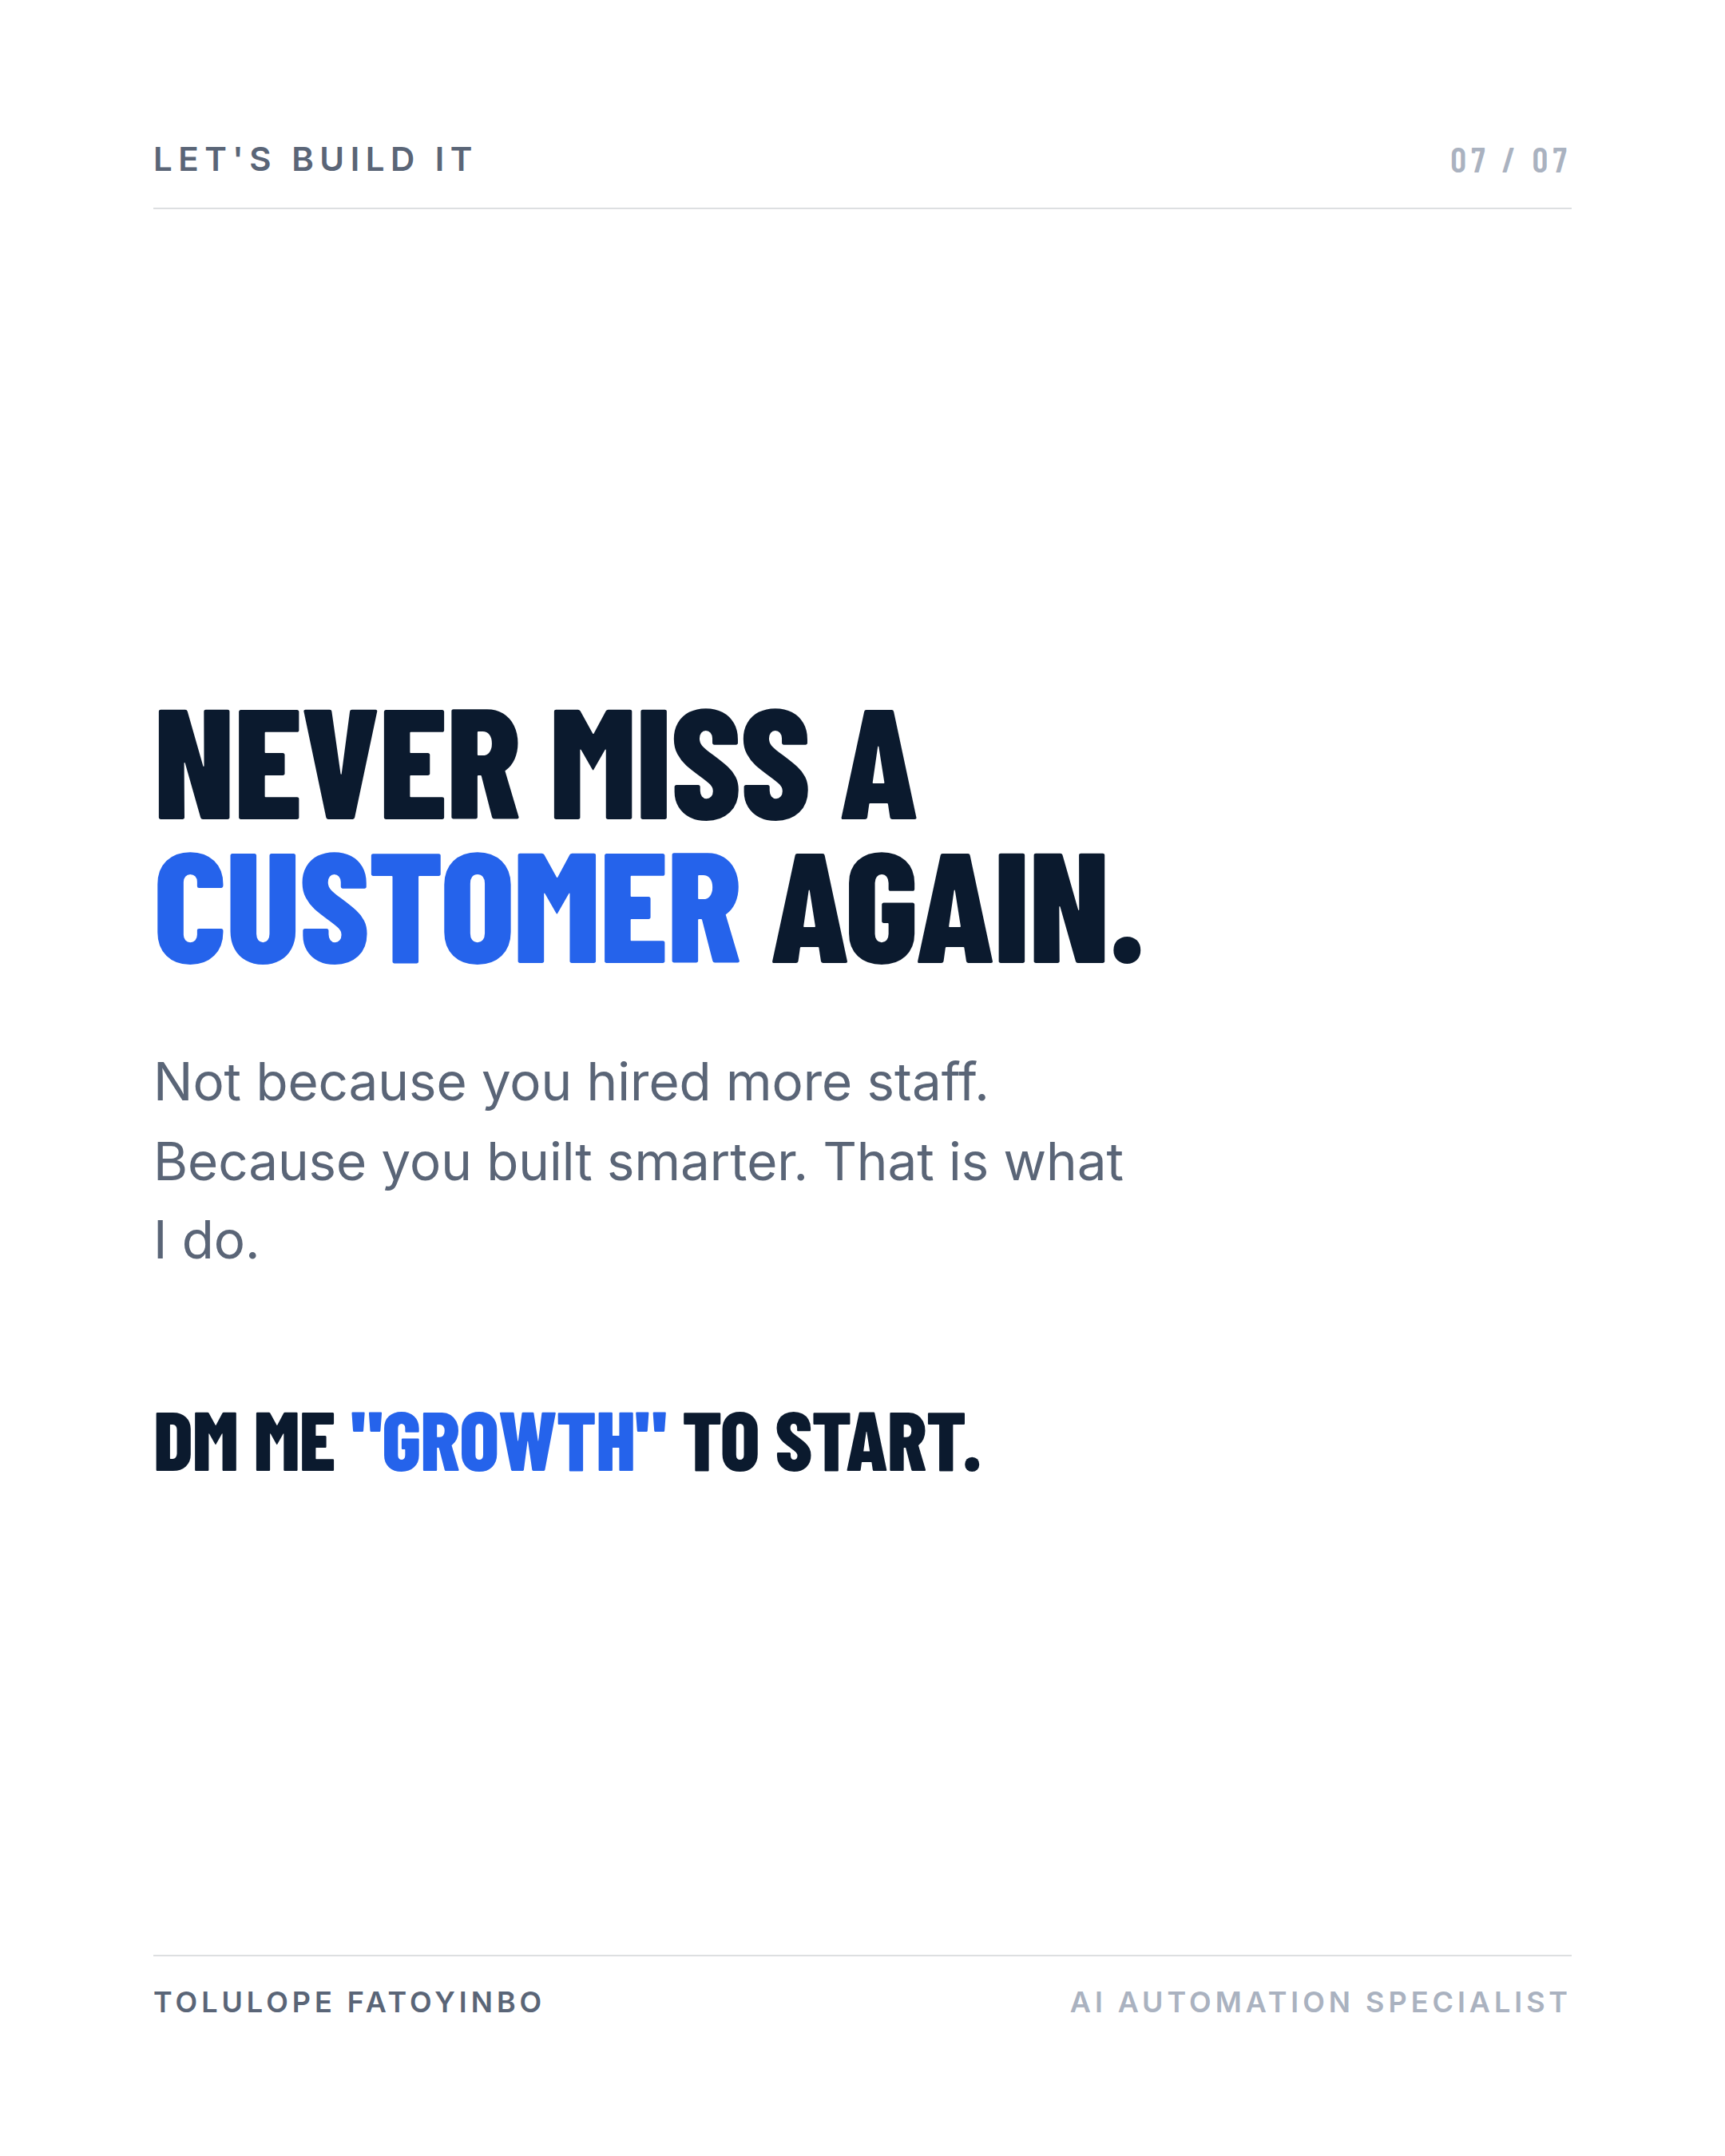 LET'S BUILD IT
07 / 07
NEVER MISS A
CUSTOMER AGAIN.
Not because you hired more staff.
Because you built smarter. That is what
I do.
DM ME "GROWTH" TO START.
TOLULOPE FATOYINBO
AI AUTOMATION SPECIALIST